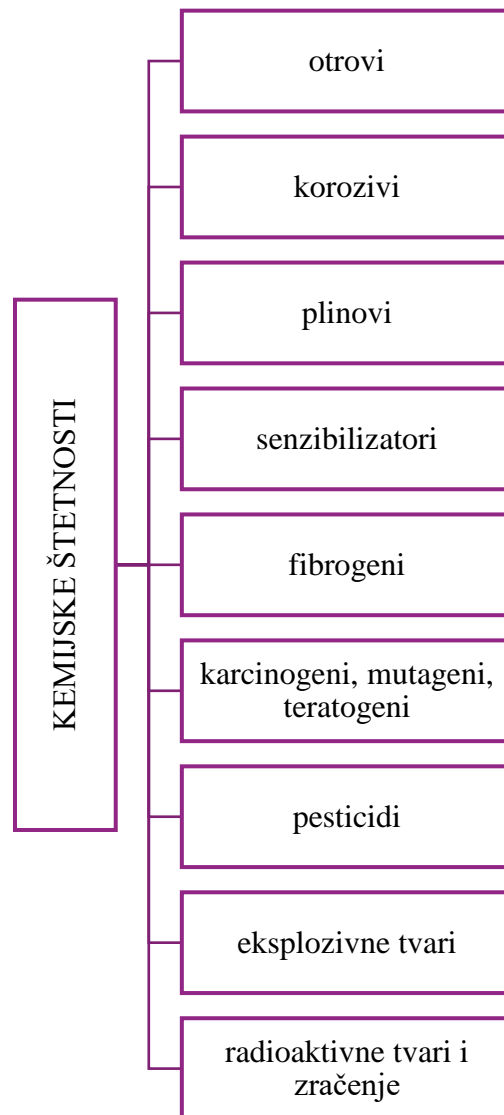 KEMIJSKE ŠTETNOSTI
otrovi
korozivi
plinovi
senzibilizatori
fibrogeni
karcinogeni, mutageni,
teratogeni
pesticidi
eksplozivne tvari
radioaktivne tvari i
zračenje